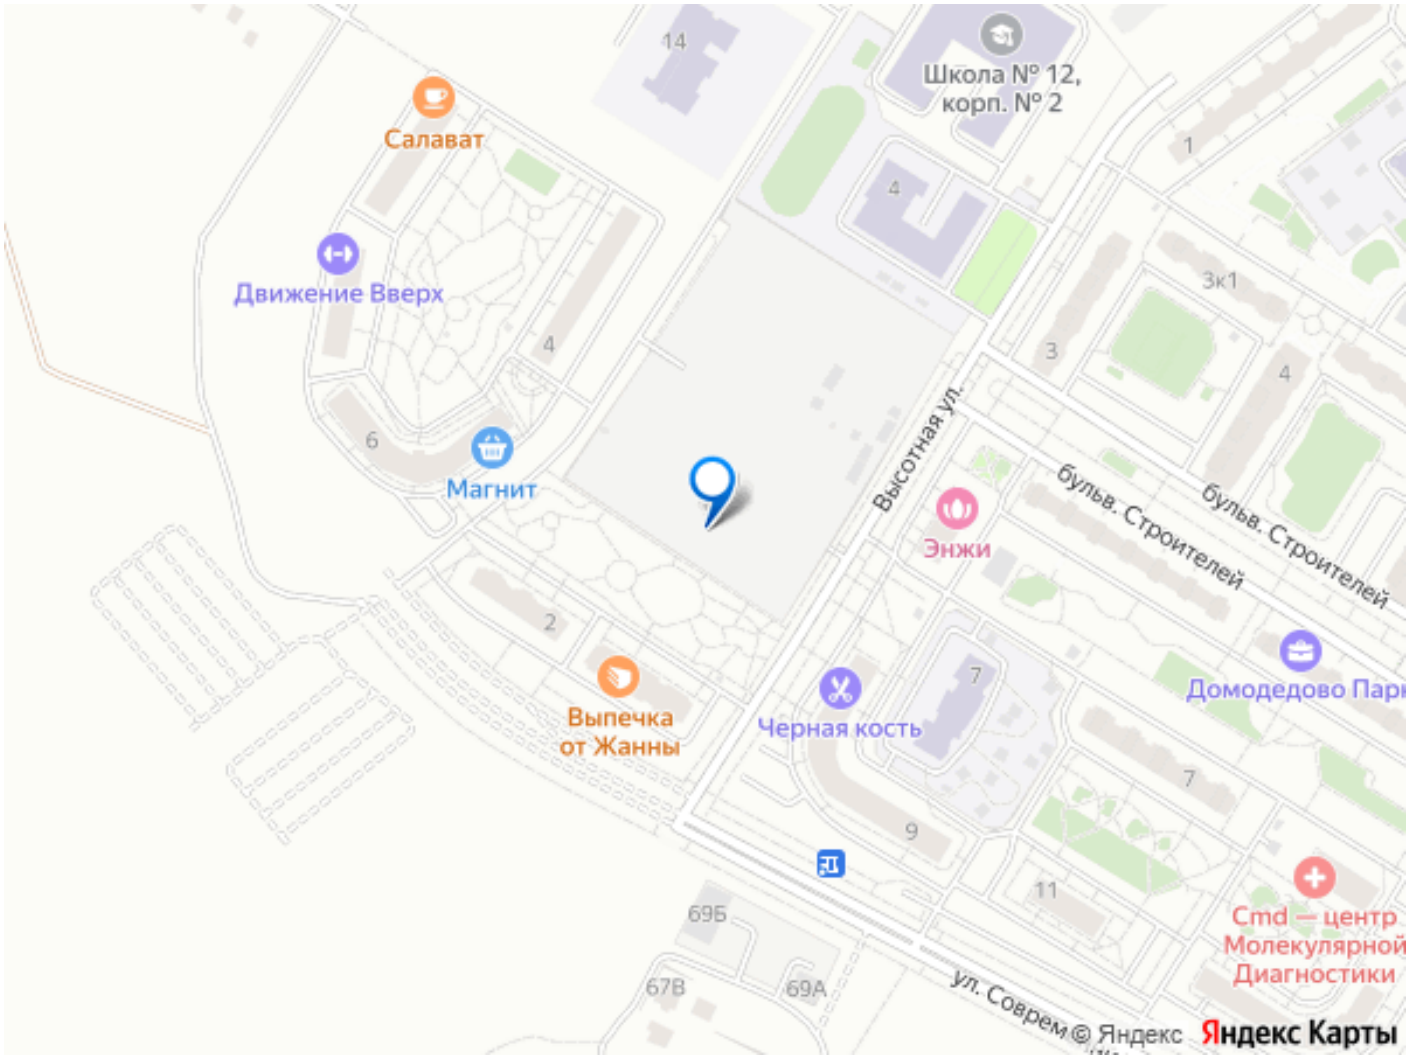 14
Школа № 12,
корп. № 2
Салават
1
4
Движение Вверх
3к1
4
3
4
Высотная ул.
6
Магнит
бульв. Строителей
бульв. Строителей
Энжи
2
7
Домодедово Парк
Выпечка
от Жанны
Черная кость
7
9
11
69Б
Cmd — центр
Молекулярной
Диагностики
67В
69А
ул. Соврем
© Яндекс Яндекс Карты